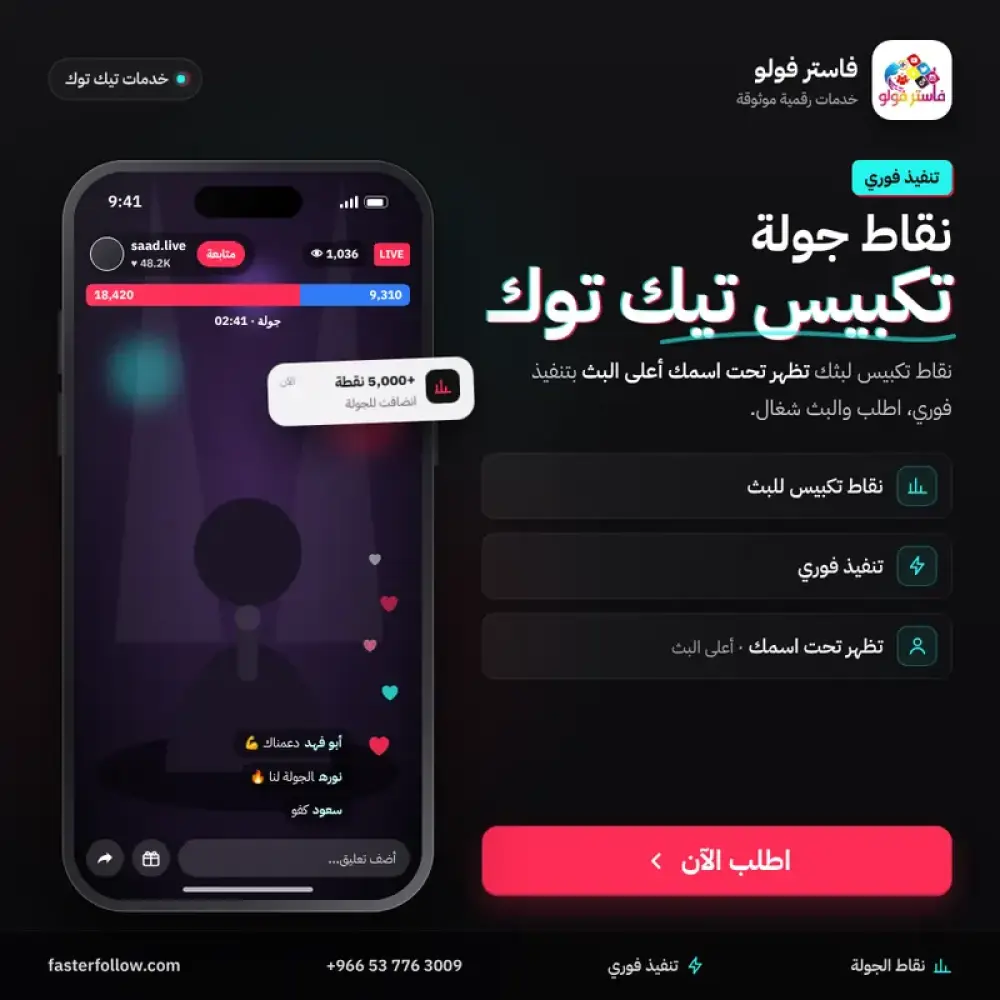 فاستر فولو
فاستر فولو
خدمات رقمية موثوقة
خدمات تيك توك
تنفيذ فوري
نقاط جولة
تكبيس تيك توك
نقاط تكبيس لبثك تظهر تحت اسمك أعلى البث بتنفيذ
فوري، اطلب والبث شغال.
نقاط تكبيس للبث
تنفيذ فوري
تظهر تحت اسمك · أعلى البث
اطلب الآن
9:41
saad.live
♥ 48.2K
متابعة
1,036
LIVE
18,420
9,310
جولة · 02:41
+5,000 نقطة
الآن
انضافت للجولة
أبو فهد دعمناك 💪
نوره الجولة لنا 🔥
سعود كفو
أضف تعليق...
نقاط الجولة
تنفيذ فوري
+966 53 776 3009
fasterfollow.com